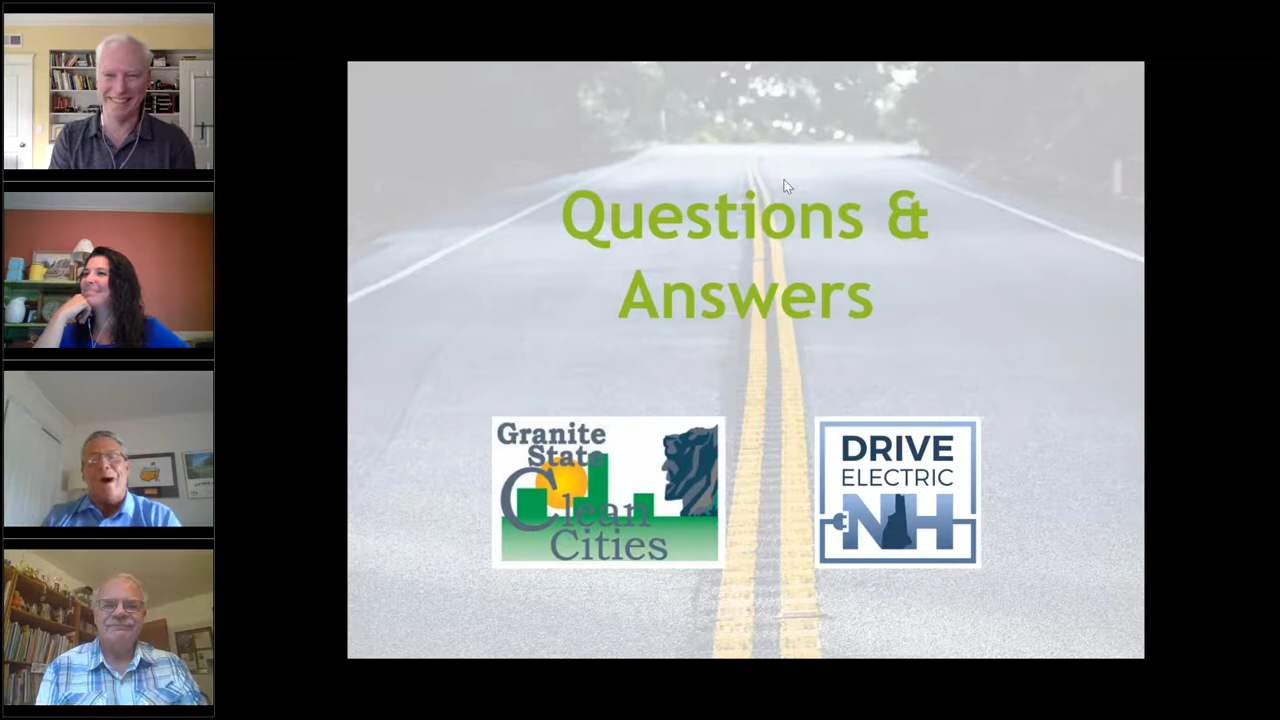 Questions &
Answers
Granite
State
Clean
Cities
DRIVE
ELECTRIC
NH